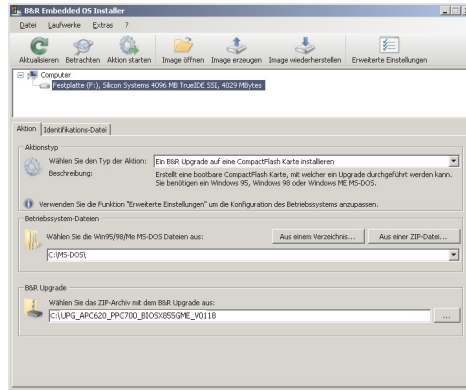 B&R Embedded OS Installer
Datei Laufwerke Extras ?
Aktualisieren Betrachten Aktion starten Image öffnen Image erzeugen Image wiederherstellen Erweiterte Einstellungen
Computer
Festplatte (F:), Silicon Systems 4096 MB TrueIDE SSI, 4029 MBytes
Aktion Identifikations-Datei
Aktionstyp
Wählen Sie den Typ der Aktion: Ein B&R Upgrade auf eine CompactFlash Karte installieren
Beschreibung: Erstellt eine bootbare CompactFlash Karte, mit welcher ein Upgrade durchgeführt werden kann.
Sie benötigen ein Windows 95, Windows 98 oder Windows ME MS-DOS.
Verwenden Sie die Funktion "Erweiterte Einstellungen" um die Konfiguration des Betriebssystems anzupassen.
Betriebssystem-Dateien
Wählen Sie die Win95/98/Me MS-DOS Dateien aus: Aus einem Verzeichnis... Aus einer ZIP-Datei...
C:\MS-DOS\
B&R Upgrade
Wählen Sie das ZIP-Archiv mit dem B&R Upgrade aus:
C:\UPG_APC620_PPC700_BIOSX855GME_V0118 ...